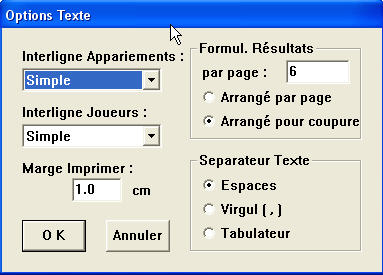 Options Texte
Interligne Appariements :
Simple
Interligne Joueurs :
Simple
Marge Imprimer :
1.0 cm
O K
Annuler
Formul. Résultats
par page : 6
Arrangé par page
Arrangé pour coupure
Separateur Texte
Espaces
Virgul ( , )
Tabulateur